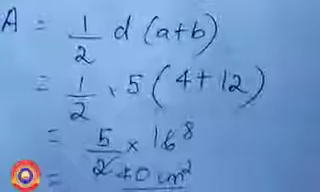 A = 1/2 d (a+b)
= 1/2 × 5 (4+12)
= 5/2 × 16 8
= 40 cm²